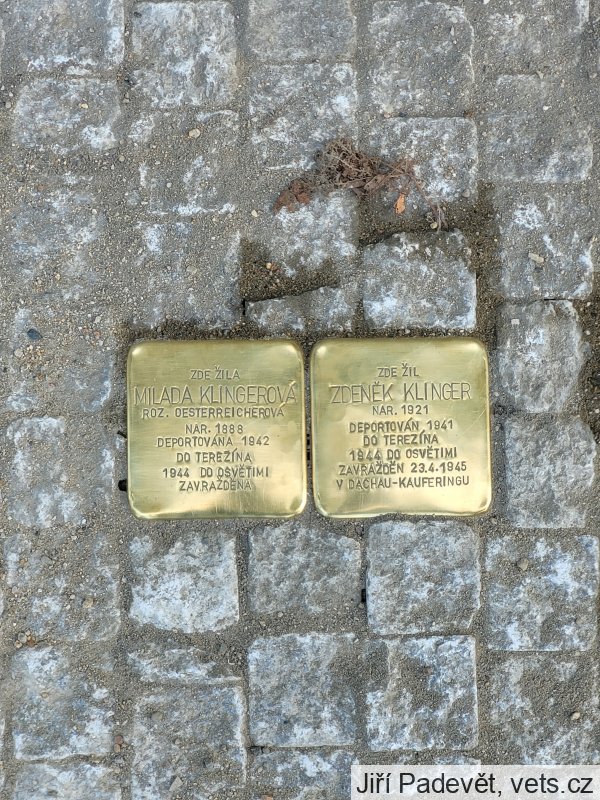 ZDE ŽILA
MILADA KLINGEROVÁ
ROZ. OESTERREICHEROVÁ
NAR. 1888
DEPORTOVÁNA 1942
DO TEREZÍNA
1944 DO OSVĚTIMI
ZAVRAŽDĚNA
ZDE ŽIL
ZDENĚK KLINGER
NAR. 1921
DEPORTOVÁN 1941
DO TEREZÍNA
1944 DO OSVĚTIMI
ZAVRAŽDĚN 23.4.1945
V DACHAU-KAUFERINGU
Jiří Padevět, vets.cz